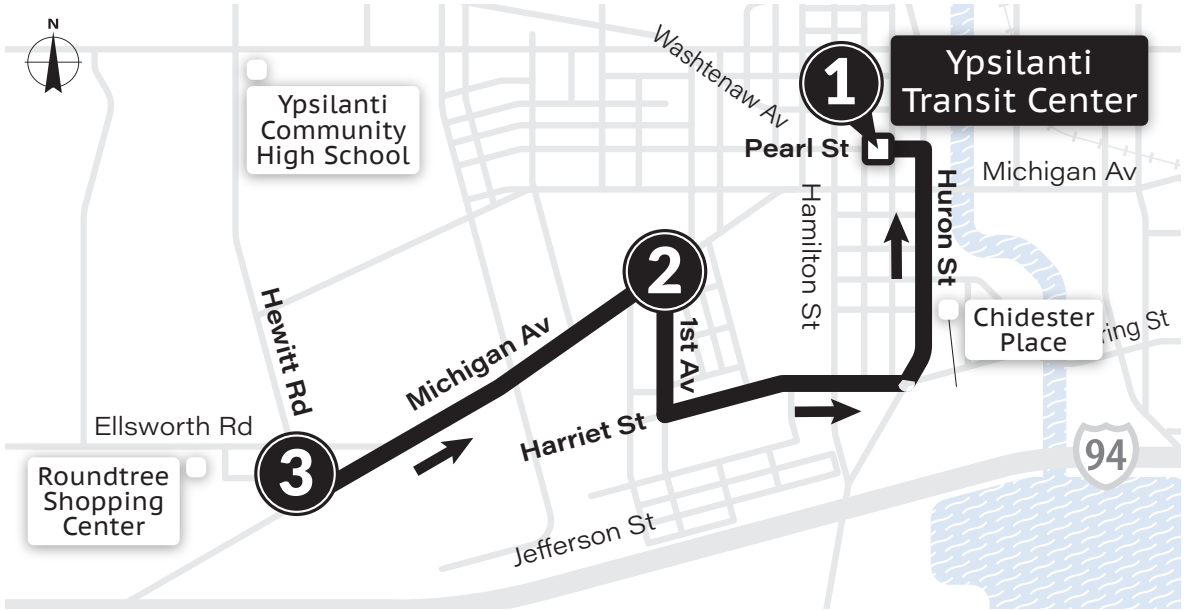 N
Ypsilanti
Community
High School
Washtenaw Av
1
Ypsilanti
Transit Center
Pearl St
Michigan Av
Huron St
Hamilton St
2
Hewitt Rd
Michigan Av
1st Av
Chidester
Place
ring St
Ellsworth Rd
Harriet St
3
Roundtree
Shopping
Center
94
Jefferson St